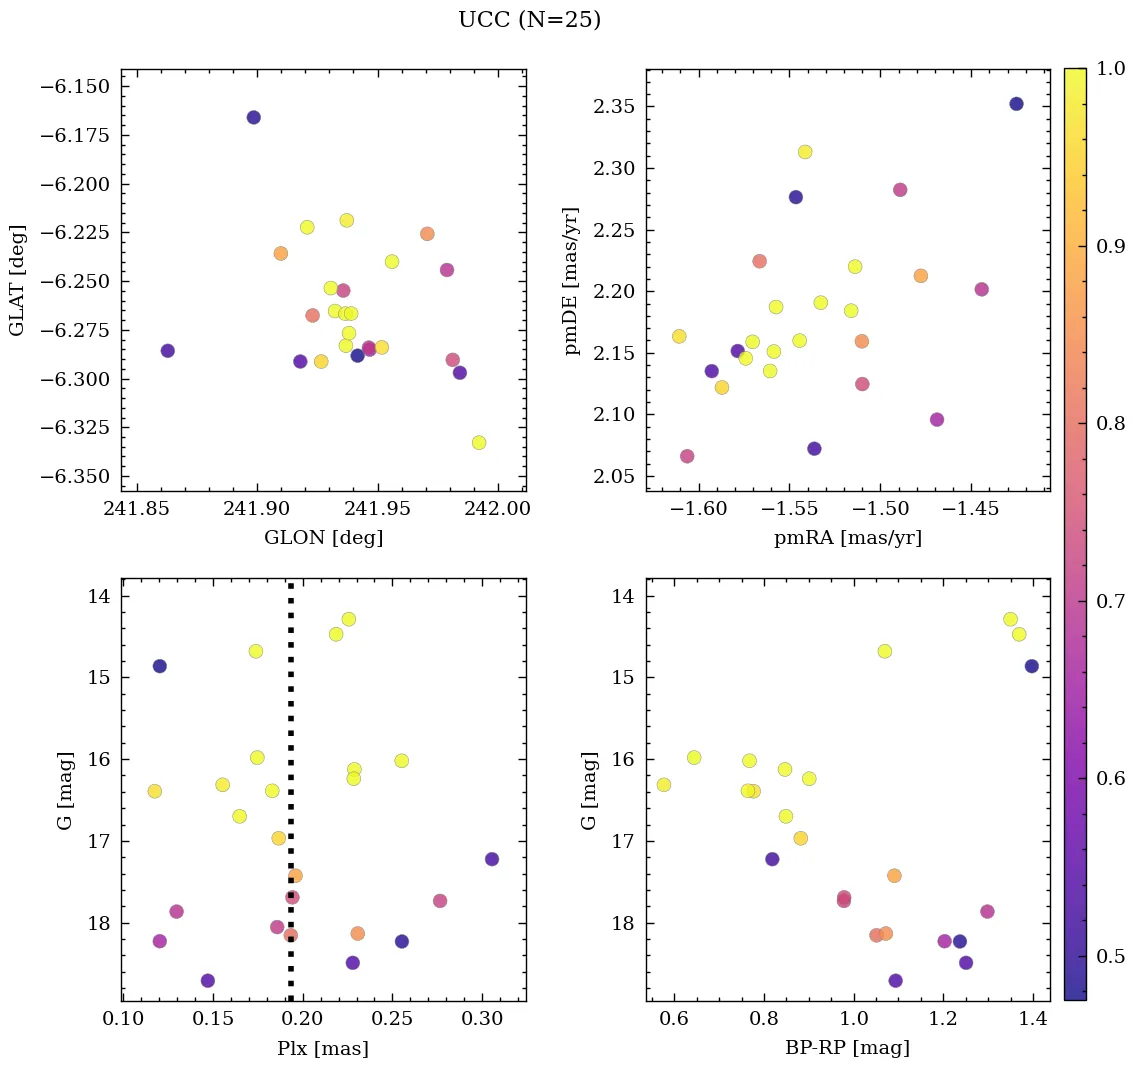 UCC (N=25)
−6.150
−6.175
−6.200
−6.225
−6.250
−6.275
−6.300
−6.325
−6.350
GLAT [deg]
241.85 241.90 241.95 242.00
GLON [deg]
2.35
2.30
2.25
2.20
2.15
2.10
2.05
pmDE [mas/yr]
−1.60 −1.55 −1.50 −1.45
pmRA [mas/yr]
14
15
16
17
18
G [mag]
0.10 0.15 0.20 0.25 0.30
Plx [mas]
14
15
16
17
18
G [mag]
0.6 0.8 1.0 1.2 1.4
BP-RP [mag]
1.0
0.9
0.8
0.7
0.6
0.5